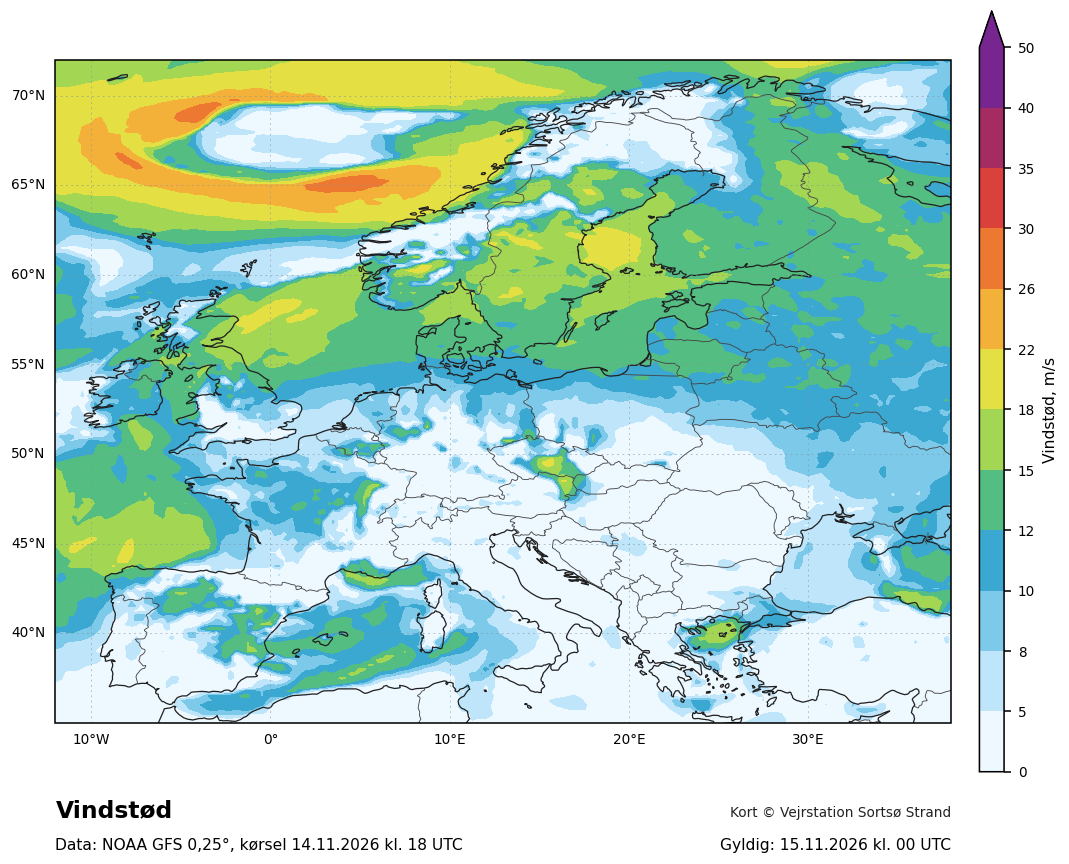 50
40
35
30
26
22
18
15
12
10
8
5
0
Vindstød, m/s
70°N
65°N
60°N
55°N
50°N
45°N
40°N
10°W
0°
10°E
20°E
30°E
Vindstød
Kort © Vejrstation Sortsø Strand
Data: NOAA GFS 0,25°, kørsel 14.11.2026 kl. 18 UTC
Gyldig: 15.11.2026 kl. 00 UTC